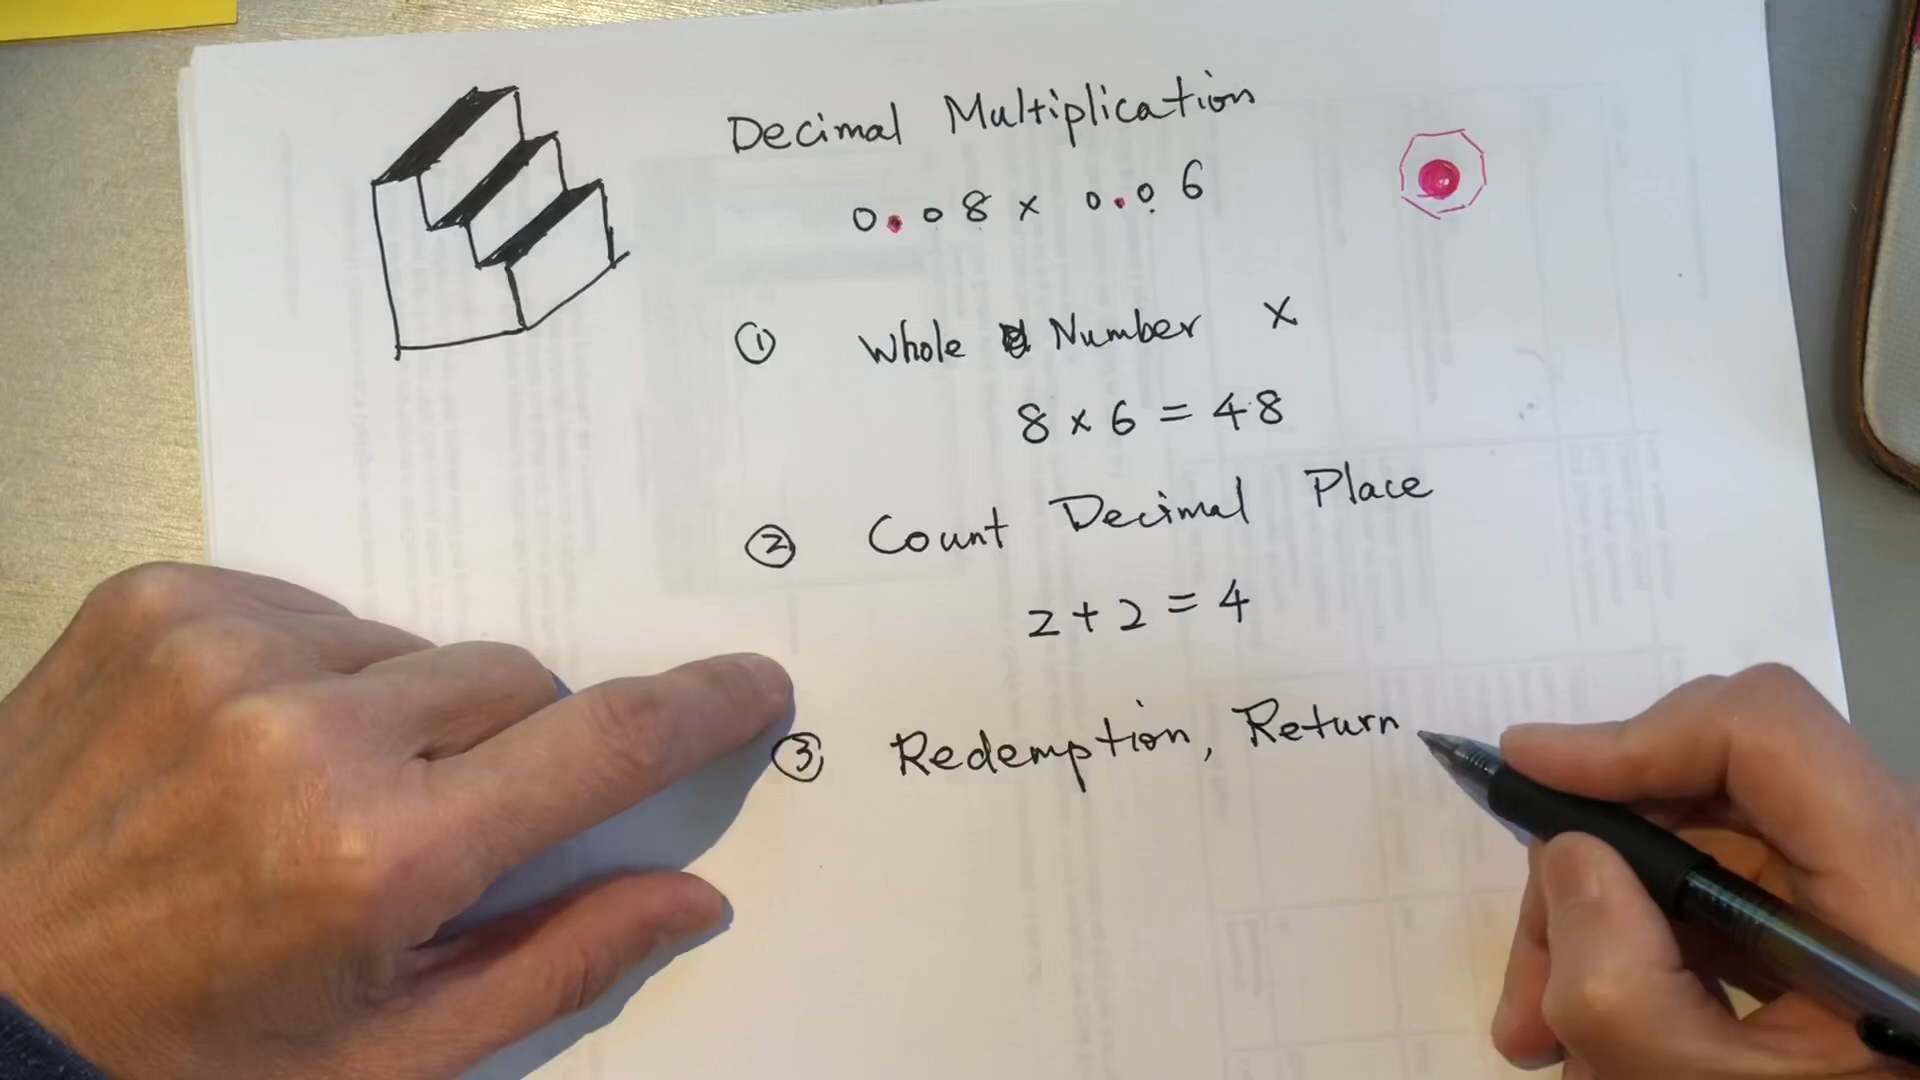 Decimal Multiplication
0.08 × 0.06
① Whole Number ×
8 × 6 = 48
② Count Decimal Place
2 + 2 = 4
③ Redemption, Return